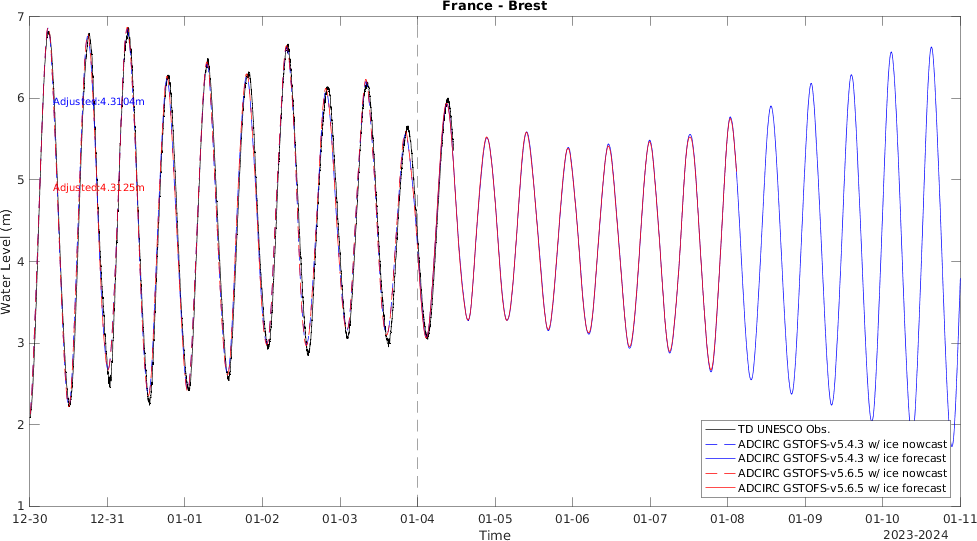 France - Brest
7
6
5
4
3
2
1
Water Level (m)
Adjusted:4.3104m
Adjusted:4.3125m
TD UNESCO Obs.
ADCIRC GSTOFS-v5.4.3 w/ ice nowcast
ADCIRC GSTOFS-v5.4.3 w/ ice forecast
ADCIRC GSTOFS-v5.6.5 w/ ice nowcast
ADCIRC GSTOFS-v5.6.5 w/ ice forecast
12-30 12-31 01-01 01-02 01-03 01-04 01-05 01-06 01-07 01-08 01-09 01-10 01-11
Time
2023-2024